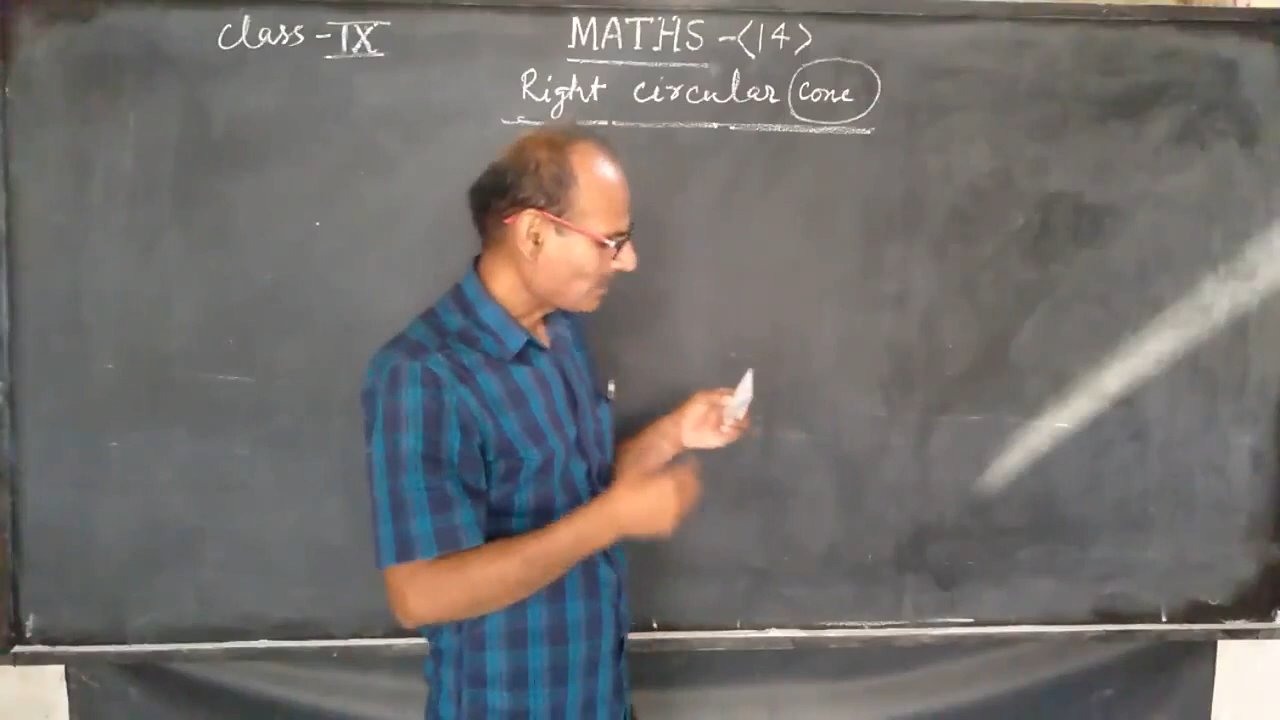 class - IX
MATHS - <14>
Right circular cone